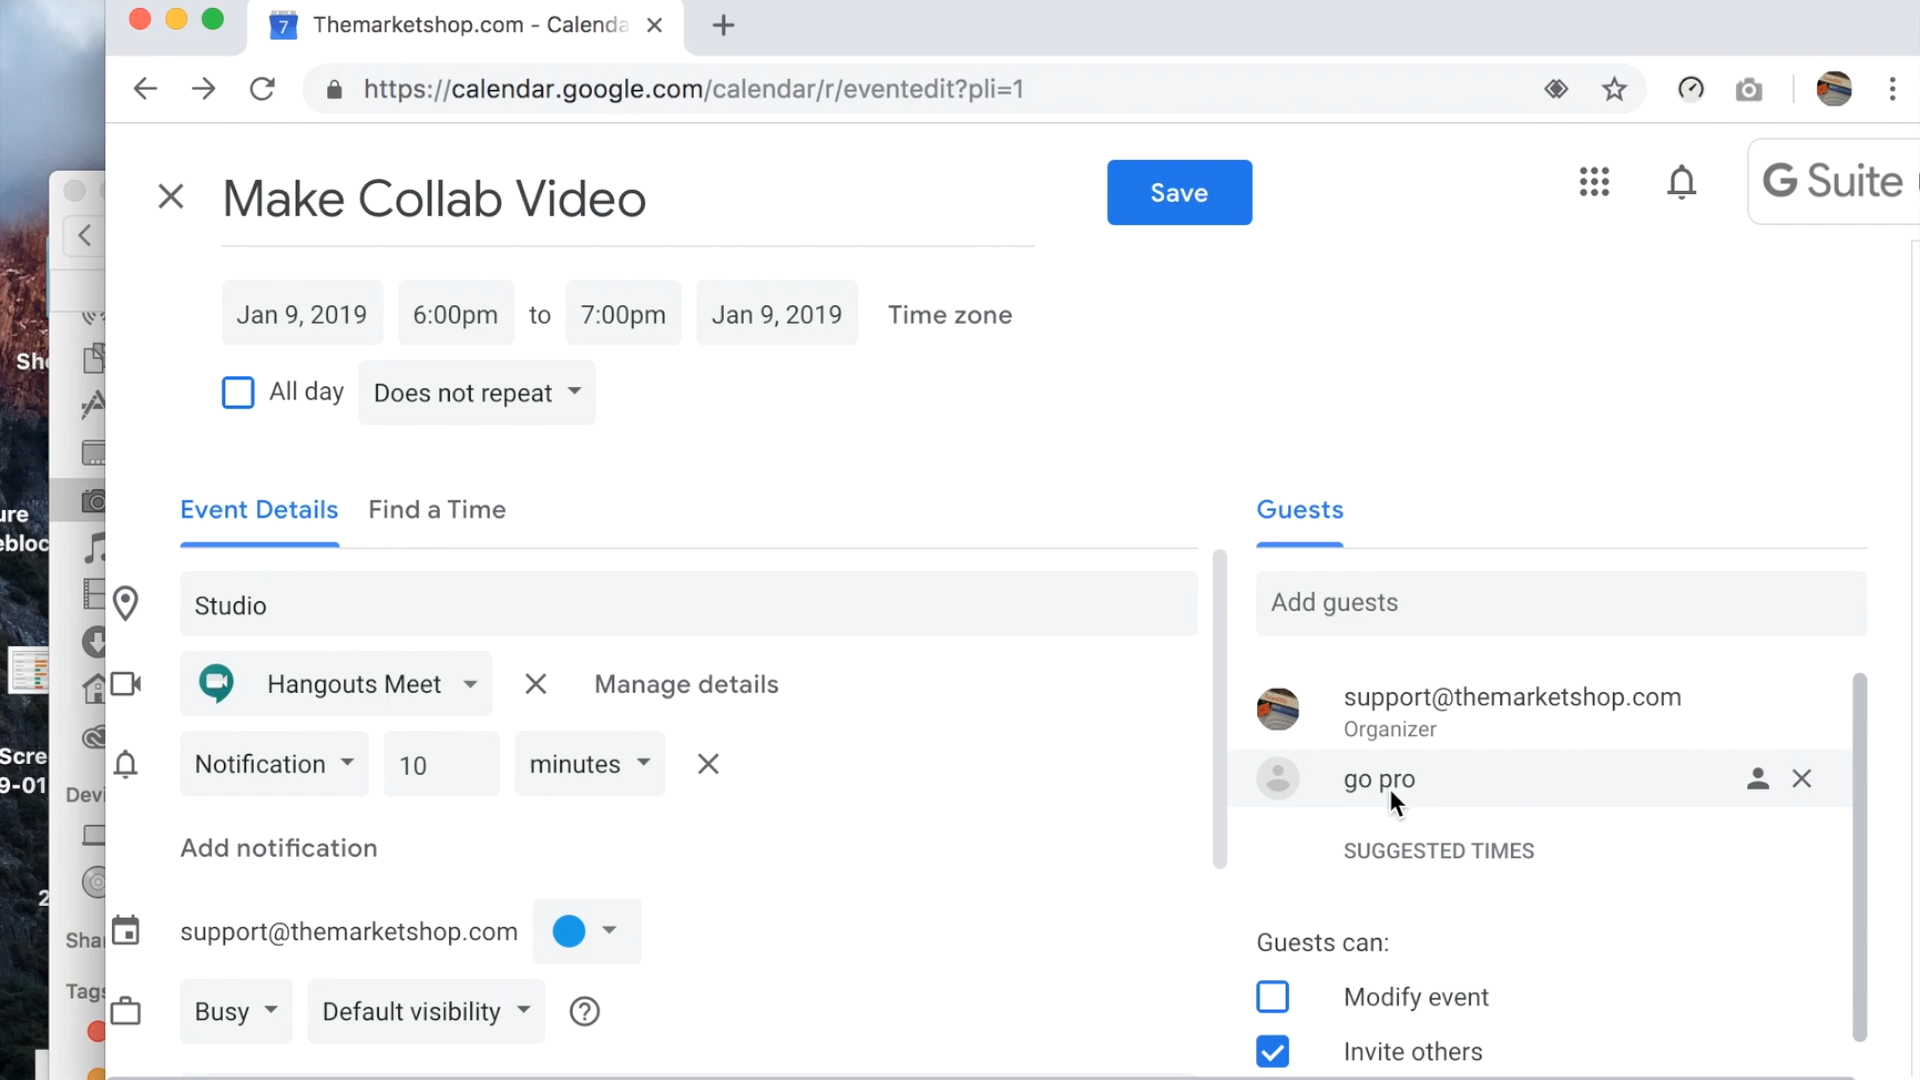 7 Themarketshop.com - Calenda
https://calendar.google.com/calendar/r/eventedit?pli=1
Make Collab Video
Save
G Suite
Jan 9, 2019 6:00pm to 7:00pm Jan 9, 2019 Time zone
All day Does not repeat
Event Details Find a Time
Guests
Studio
Add guests
Hangouts Meet Manage details
support@themarketshop.com
Organizer
Notification 10 minutes
go pro
Add notification
SUGGESTED TIMES
support@themarketshop.com
Guests can:
Busy Default visibility
Modify event
Invite others
Sho
ure
ebloc
Scre
9-01
Devi
2
Shar
Tags